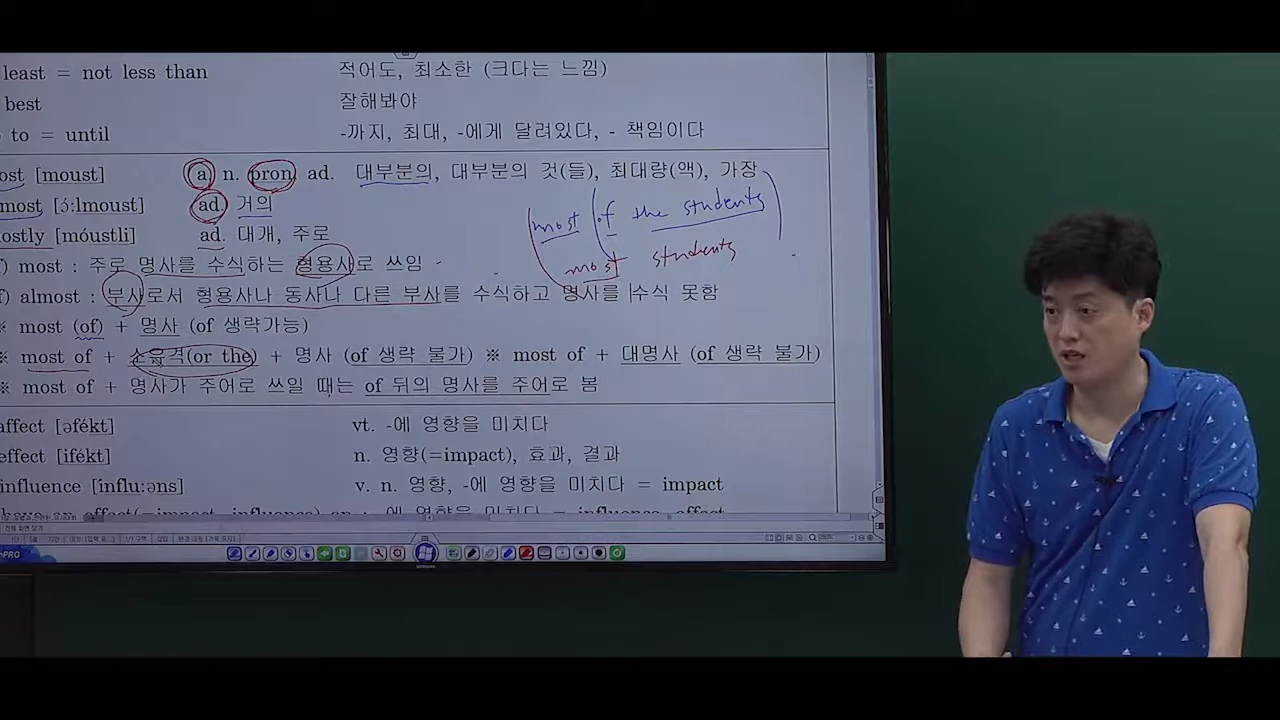 least = not less than 적어도, 최소한 (크다는 느낌)
best 잘해봐야
to = until -까지, 최대, -에게 달려있다, - 책임이다
ost [moust] a n. pron ad. 대부분의, 대부분의 것(들), 최대량(액), 가장
most [ɔ́:lmoust] ad. 거의
most of the students
ostly [móustli] ad. 대개, 주로
most students
f) most : 주로 명사를 수식하는 형용사로 쓰임
f) almost : 부사로서 형용사나 동사나 다른 부사를 수식하고 명사를 수식 못함
※ most (of) + 명사 (of 생략가능)
※ most of + 소유격(or the) + 명사 (of 생략 불가) ※ most of + 대명사 (of 생략 불가)
※ most of + 명사가 주어로 쓰일 때는 of 뒤의 명사를 주어로 봄
affect [əfékt] vt. -에 영향을 미치다
effect [ifékt] n. 영향(=impact), 효과, 결과
influence [ínflu:əns] v. n. 영향, -에 영향을 미치다 = impact
PRO